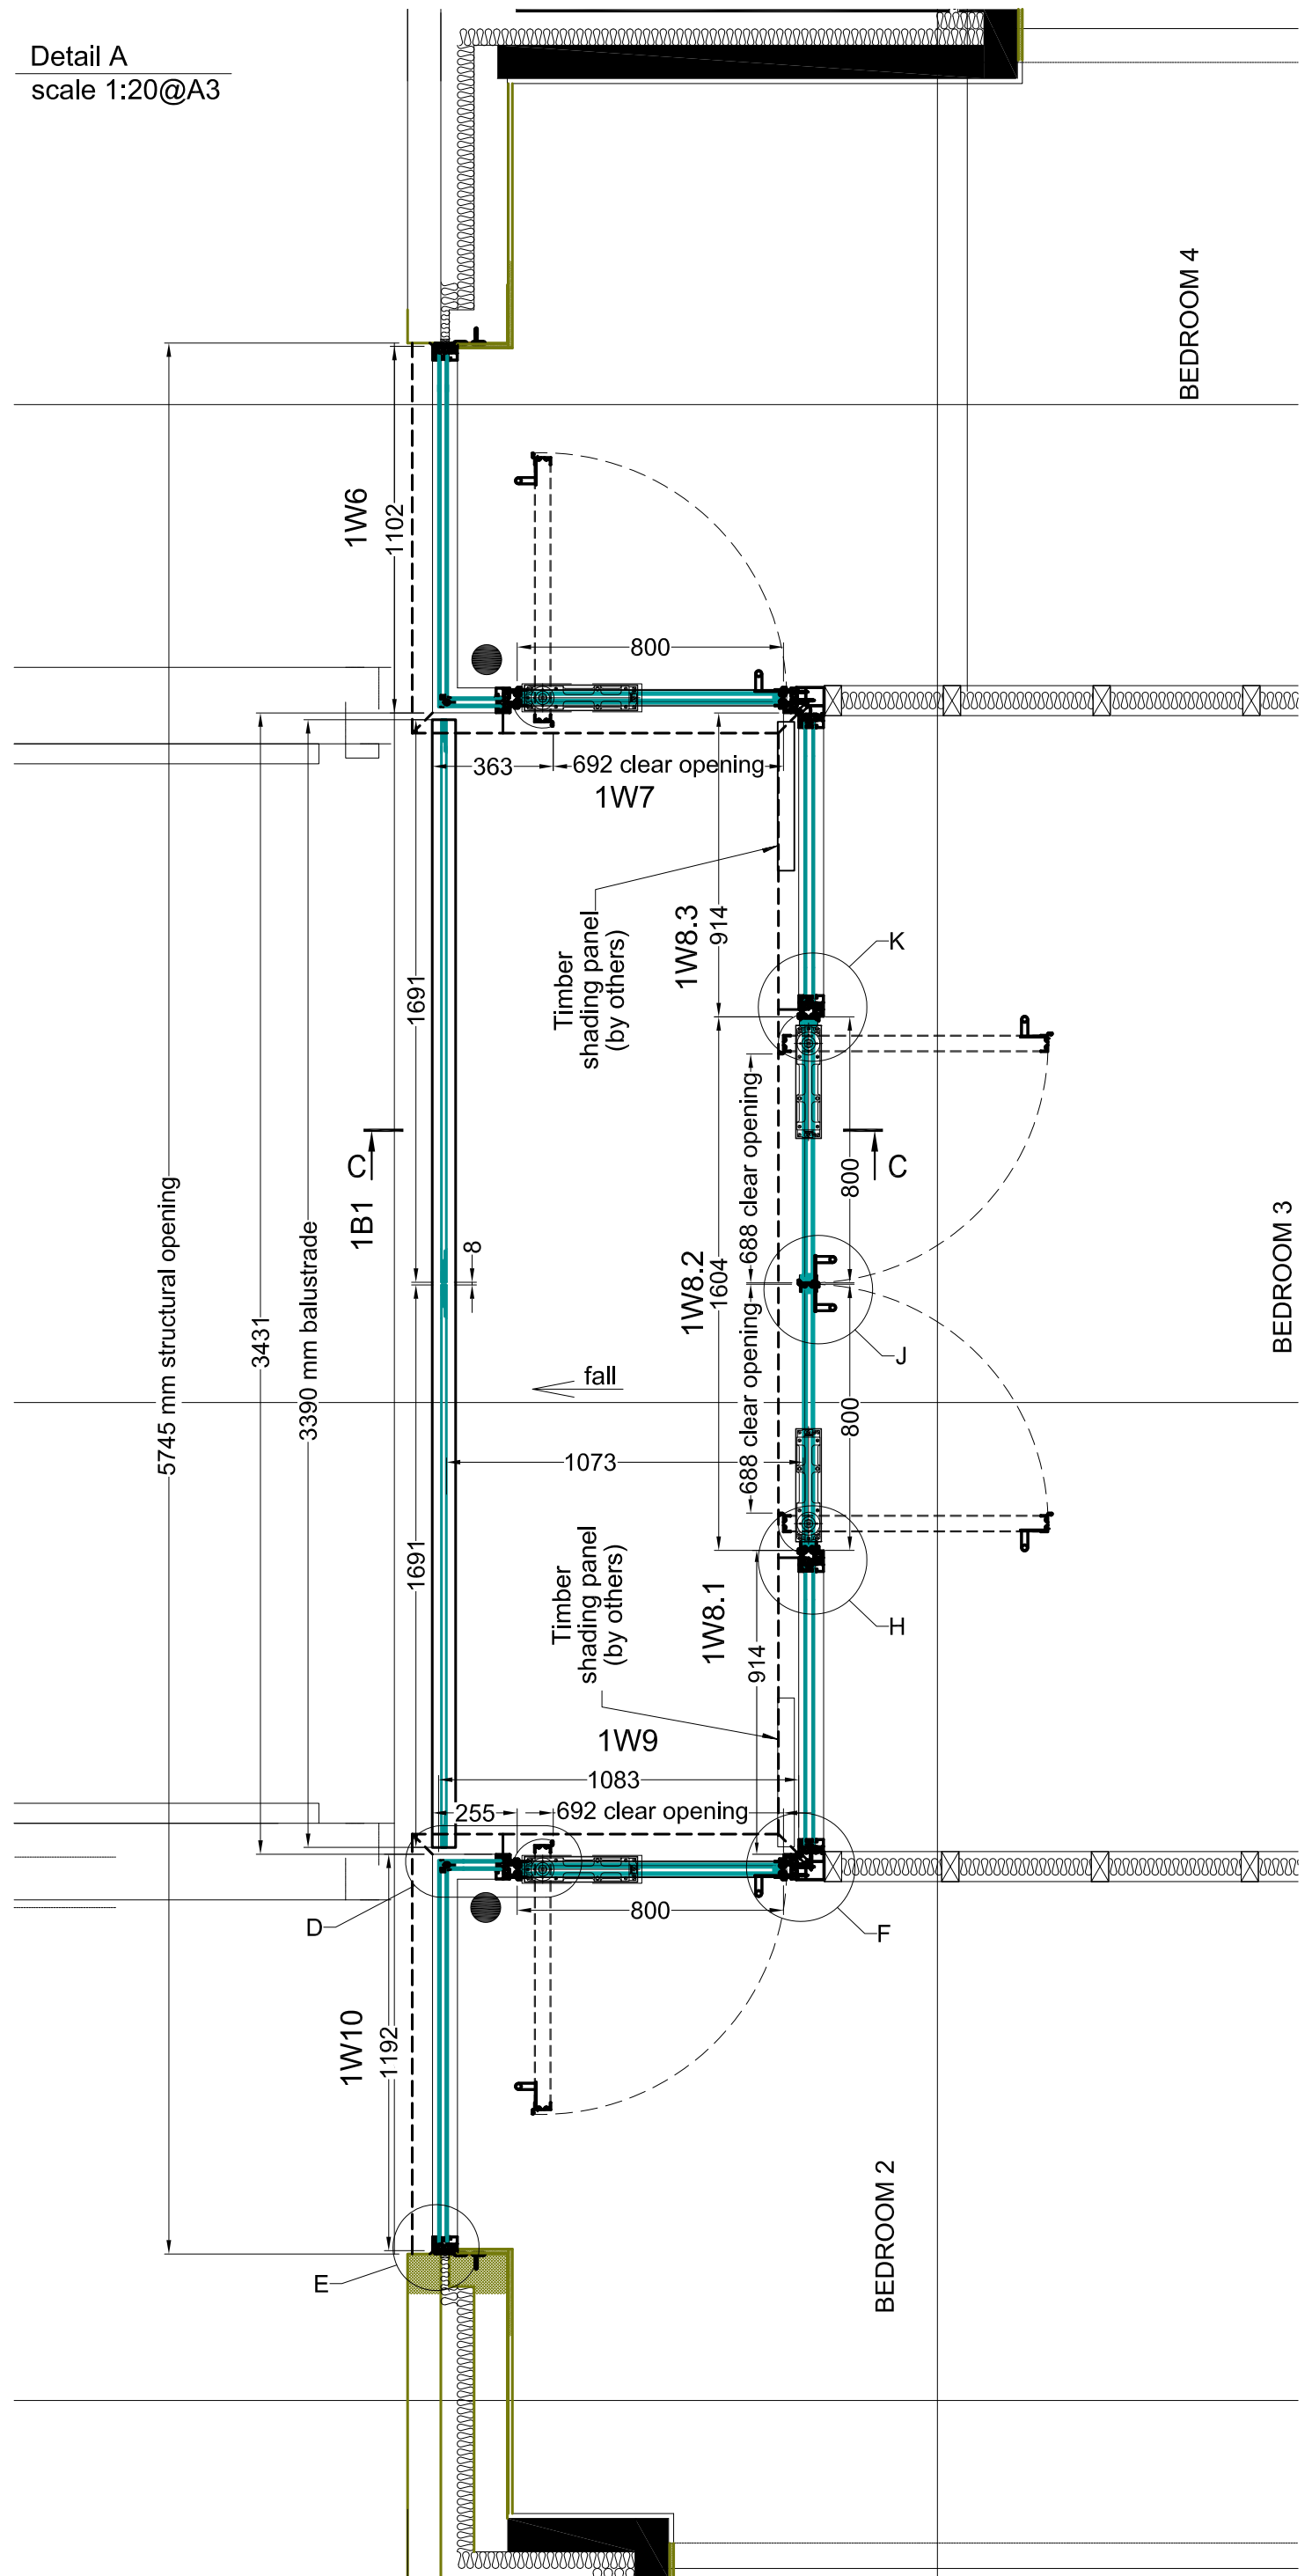 Detail A
scale 1:20@A3
BEDROOM 4
1W6
1102
800
363
692 clear opening
1W7
Timber
shading panel
(by others)
1W8.3
914
K
1691
688 clear opening
800
C
C
1B1
8
5745 mm structural opening
3431
3390 mm balustrade
1W8.2
1604
BEDROOM 3
J
fall
688 clear opening
800
1073
1691
Timber
shading panel
(by others)
1W8.1
914
H
1W9
1083
255
692 clear opening
800
D
F
1W10
1192
BEDROOM 2
E